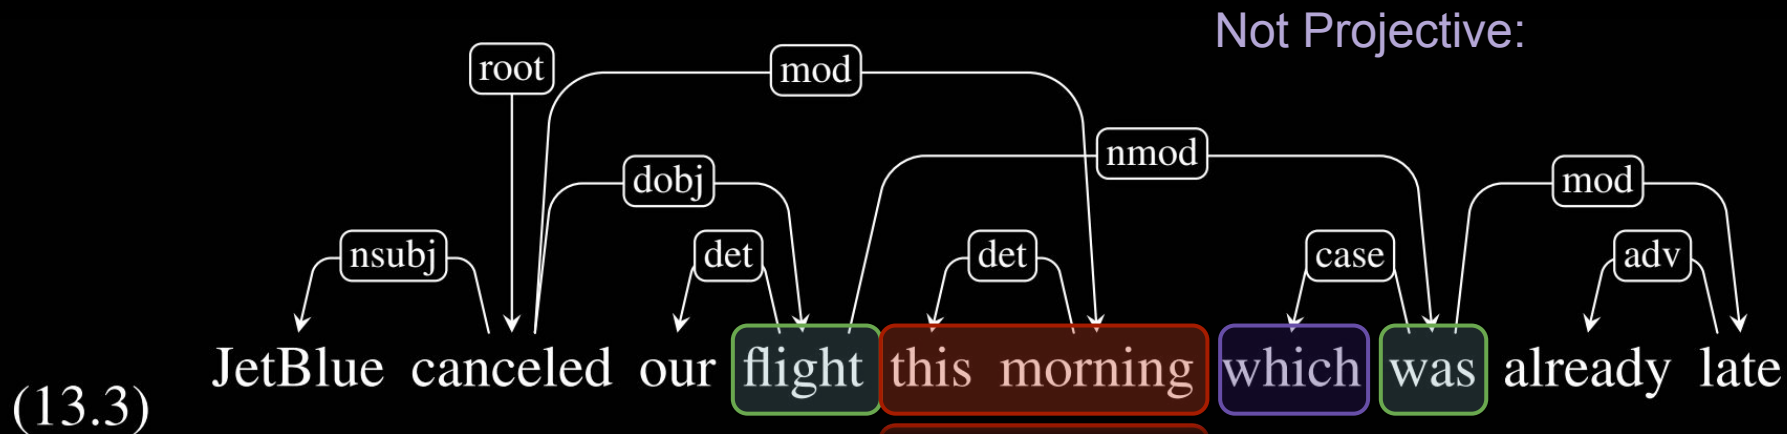 Not Projective:
root mod
nmod
dobj mod
nsubj det det case adv
JetBlue canceled our flight this morning which was already late
(13.3)